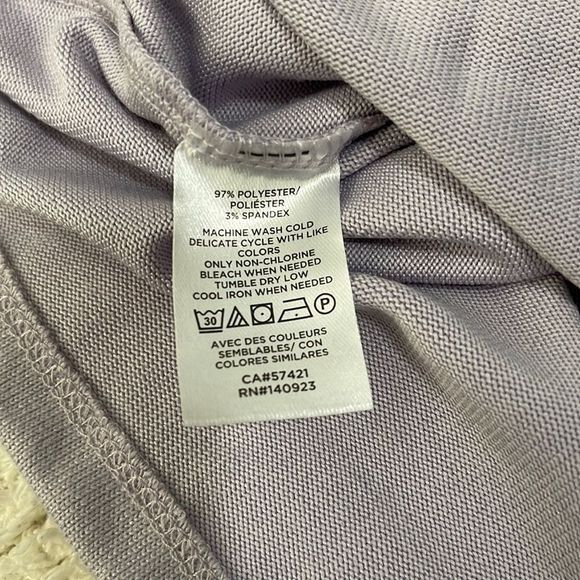 97% POLYESTER/
POLIÉSTER
3% SPANDEX
MACHINE WASH COLD
DELICATE CYCLE WITH LIKE
COLORS
ONLY NON-CHLORINE
BLEACH WHEN NEEDED
TUMBLE DRY LOW
COOL IRON WHEN NEEDED
30 P
AVEC DES COULEURS
SEMBLABLES/ CON
COLORES SIMILARES
CA#57421
RN#140923